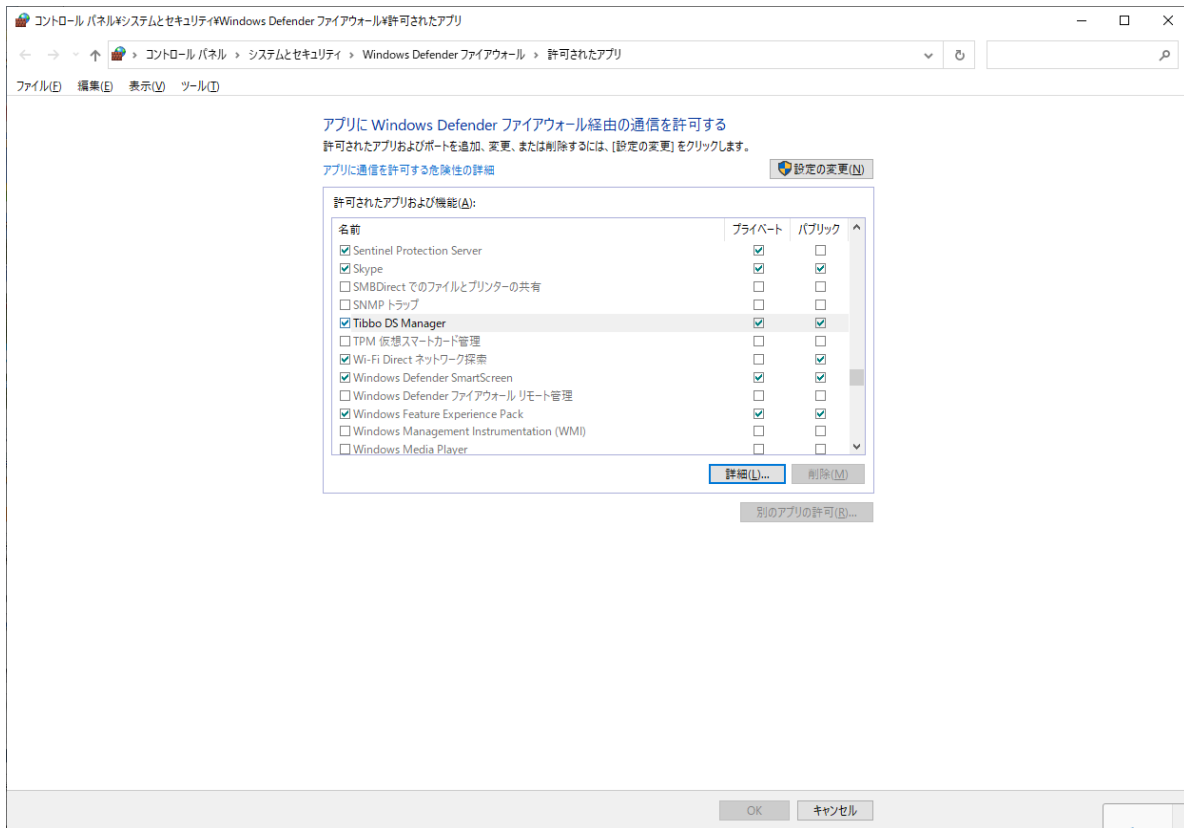 コントロール パネル¥システムとセキュリティ¥Windows Defender ファイアウォール¥許可されたアプリ
コントロール パネル › システムとセキュリティ › Windows Defender ファイアウォール › 許可されたアプリ
ファイル(F) 編集(E) 表示(V) ツール(T)
アプリに Windows Defender ファイアウォール経由の通信を許可する
許可されたアプリおよびポートを追加、変更、または削除するには、[設定の変更] をクリックします。
アプリに通信を許可する危険性の詳細 設定の変更(N)
許可されたアプリおよび機能(A):
名前 プライベート パブリック
Sentinel Protection Server
Skype
SMBDirect でのファイルとプリンターの共有
SNMP トラップ
Tibbo DS Manager
TPM 仮想スマートカード管理
Wi-Fi Direct ネットワーク探索
Windows Defender SmartScreen
Windows Defender ファイアウォール リモート管理
Windows Feature Experience Pack
Windows Management Instrumentation (WMI)
Windows Media Player
詳細(L)... 削除(M)
別のアプリの許可(R)...
OK キャンセル